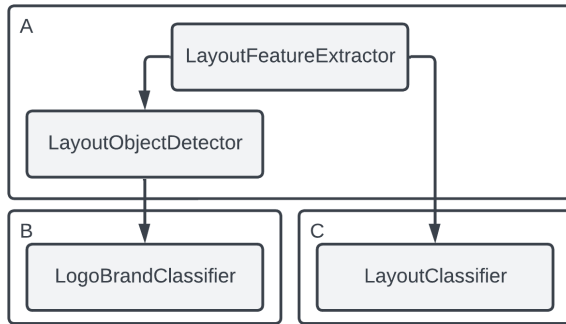 A
LayoutFeatureExtractor
LayoutObjectDetector
B
LogoBrandClassifier
C
LayoutClassifier